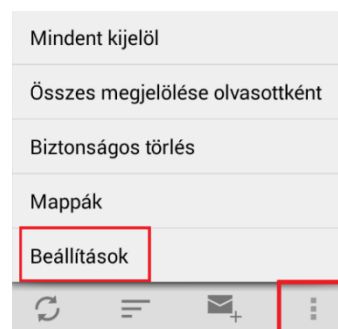 Mindent kijelöl
Összes megjelölése olvasottként
Biztonságos törlés
Mappák
Beállítások